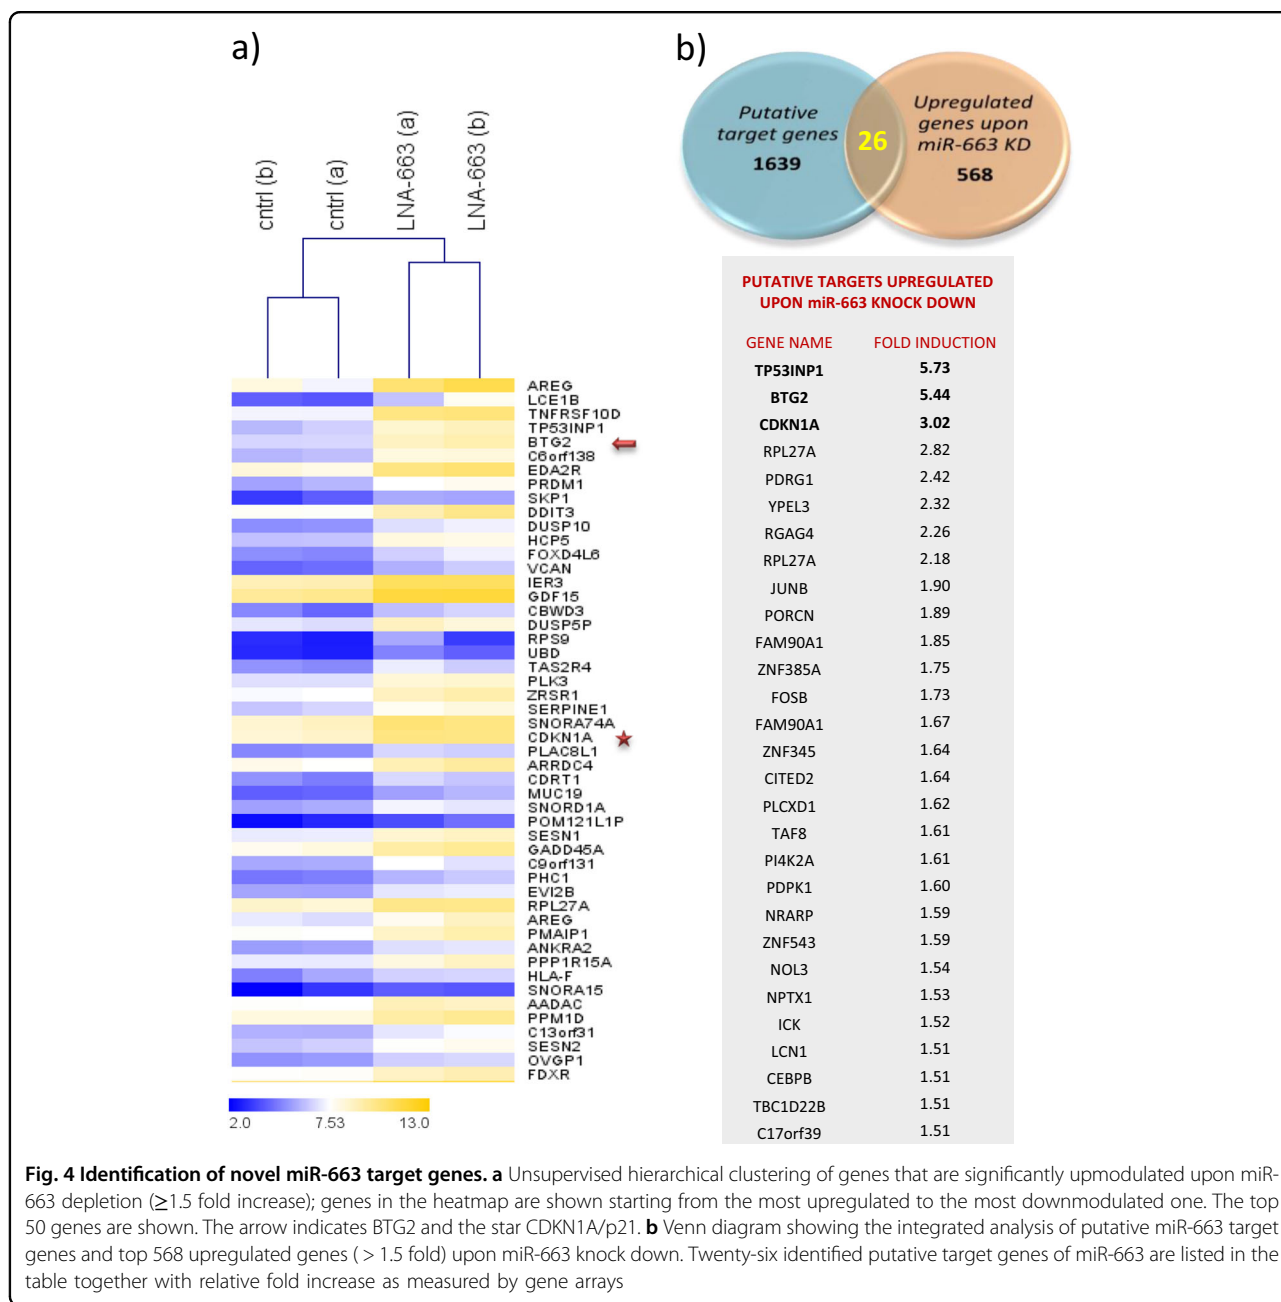 a)
cntrl (b)
cntrl (a)
LNA-663 (a)
LNA-663 (b)
AREG
LCE1B
TNFRSF10D
TP53INP1
BTG2
C6orf138
EDA2R
PRDM1
SKP1
DDIT3
DUSP10
HCP5
FOXD4L6
VCAN
IER3
GDF15
CBWD3
DUSP5P
RPS9
UBD
TAS2R4
PLK3
ZRSR1
SERPINE1
SNORA74A
CDKN1A
PLAC8L1
ARRDC4
CDRT1
MUC19
SNORD1A
POM121L1P
SESN1
GADD45A
C9orf131
PHC1
EVI2B
RPL27A
AREG
PMAIP1
ANKRA2
PPP1R15A
HLA-F
SNORA15
AADAC
PPM1D
C13orf31
SESN2
OVGP1
FDXR
2.0 7.53 13.0
b)
Putative
target genes
1639
26
Upregulated
genes upon
miR-663 KD
568
PUTATIVE TARGETS UPREGULATED
UPON miR-663 KNOCK DOWN
GENE NAME FOLD INDUCTION
TP53INP1 5.73
BTG2 5.44
CDKN1A 3.02
RPL27A 2.82
PDRG1 2.42
YPEL3 2.32
RGAG4 2.26
RPL27A 2.18
JUNB 1.90
PORCN 1.89
FAM90A1 1.85
ZNF385A 1.75
FOSB 1.73
FAM90A1 1.67
ZNF345 1.64
CITED2 1.64
PLCXD1 1.62
TAF8 1.61
PI4K2A 1.61
PDPK1 1.60
NRARP 1.59
ZNF543 1.59
NOL3 1.54
NPTX1 1.53
ICK 1.52
LCN1 1.51
CEBPB 1.51
TBC1D22B 1.51
C17orf39 1.51
Fig. 4 Identification of novel miR-663 target genes. a Unsupervised hierarchical clustering of genes that are significantly upmodulated upon miR-
663 depletion (≥1.5 fold increase); genes in the heatmap are shown starting from the most upregulated to the most downmodulated one. The top
50 genes are shown. The arrow indicates BTG2 and the star CDKN1A/p21. b Venn diagram showing the integrated analysis of putative miR-663 target
genes and top 568 upregulated genes ( > 1.5 fold) upon miR-663 knock down. Twenty-six identified putative target genes of miR-663 are listed in the
table together with relative fold increase as measured by gene arrays